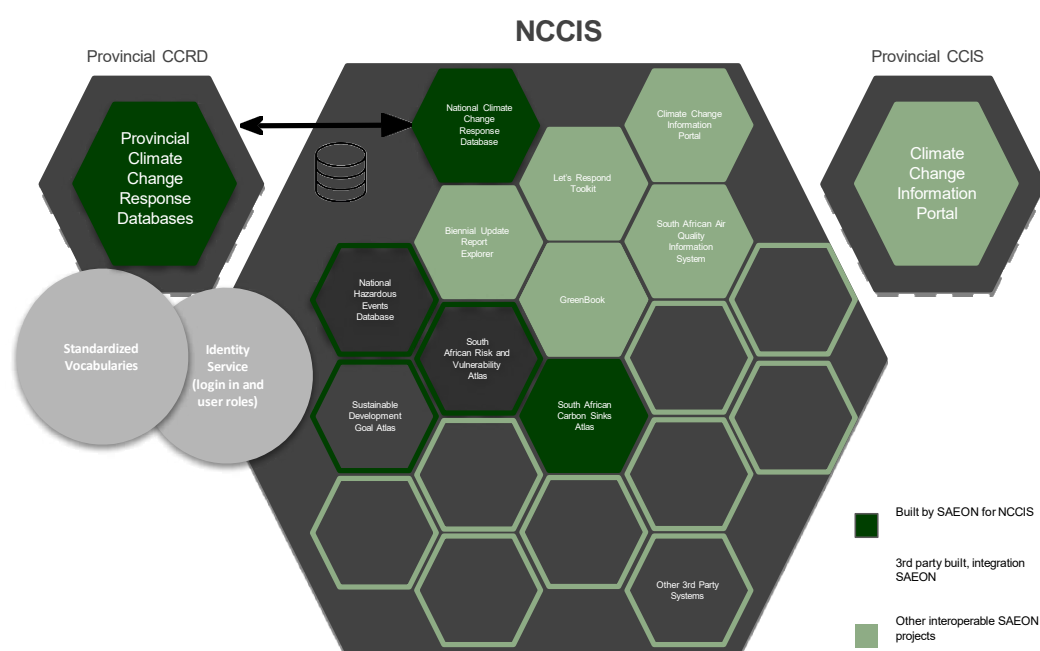 NCCIS
Provincial CCRD
Provincial CCIS
Provincial
Climate
Change
Response
Databases
National Climate
Change
Response
Database
Climate Change
Information
Portal
Let's Respond
Toolkit
Climate
Change
Information
Portal
Biennial Update
Report
Explorer
South African Air
Quality
Information
System
National
Hazardous
Events
Database
GreenBook
Standardized
Vocabularies
Identity
Service
(login in and
user roles)
South
African Risk and
Vulnerability
Atlas
Sustainable
Development
Goal Atlas
South African
Carbon Sinks
Atlas
Other 3rd Party
Systems
Built by SAEON for NCCIS
3rd party built, integration
SAEON
Other interoperable SAEON
projects